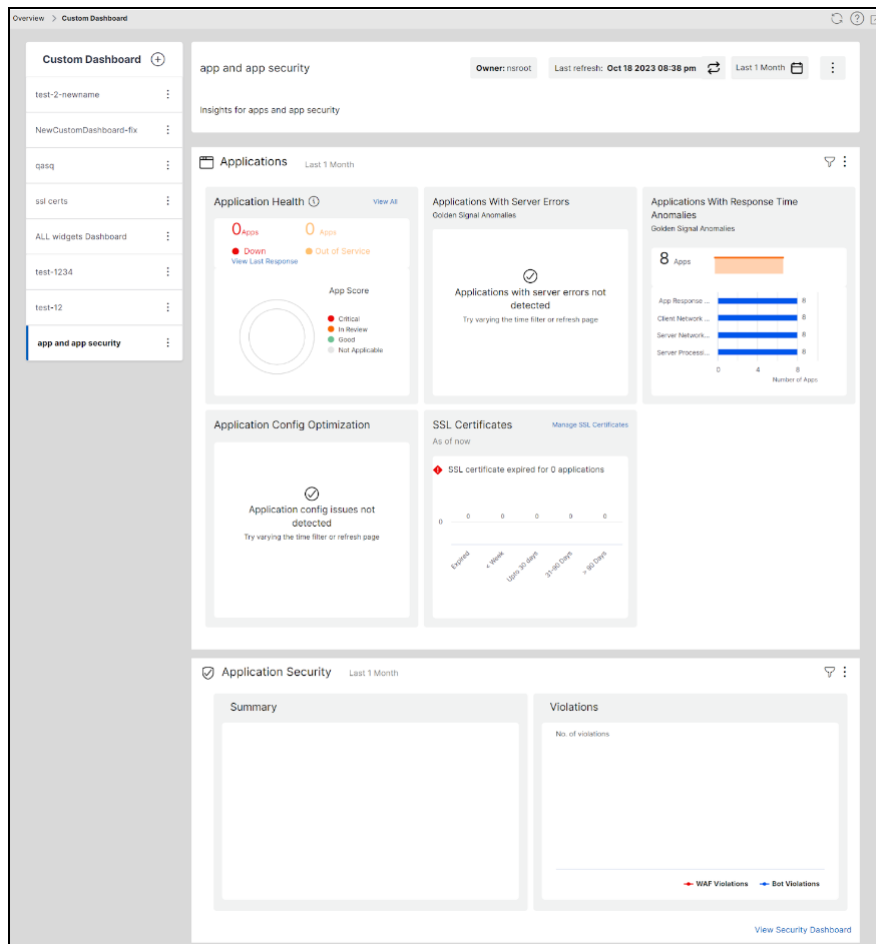 Overview > Custom Dashboard
Custom Dashboard
test-2-newname
NewCustomDashboard-fix
qasq
ssl certs
ALL widgets Dashboard
test-1234
test-12
app and app security
app and app security
Owner: nsroot
Last refresh: Oct 18 2023 08:38 pm
Last 1 Month
Insights for apps and app security
Applications Last 1 Month
Application Health
View All
0 Apps
0 Apps
Down
Out of Service
View Last Response
App Score
Critical
In Review
Good
Not Applicable
Applications With Server Errors
Golden Signal Anomalies
Applications with server errors not
detected
Try varying the time filter or refresh page
Applications With Response Time
Anomalies
Golden Signal Anomalies
8 Apps
App Response ... 8
Client Network ... 8
Server Network... 8
Server Processi... 8
0 4 8
Number of Apps
Application Config Optimization
Application config issues not
detected
Try varying the time filter or refresh page
SSL Certificates
Manage SSL Certificates
As of now
SSL certificate expired for 0 applications
0 0 0 0 0
0
Expired
< Week
Upto 30 days
31-90 Days
> 90 Days
Application Security Last 1 Month
Summary
Violations
No. of violations
WAF Violations
Bot Violations
View Security Dashboard